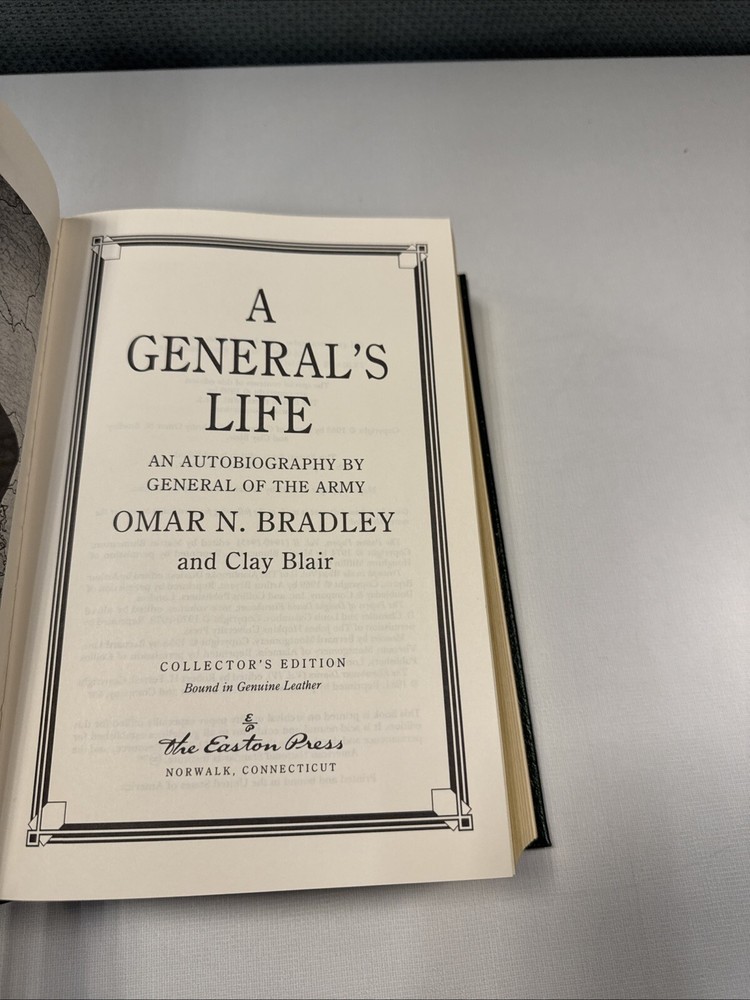 A
GENERAL'S
LIFE
AN AUTOBIOGRAPHY BY
GENERAL OF THE ARMY
OMAR N. BRADLEY
and Clay Blair
COLLECTOR'S EDITION
Bound in Genuine Leather
E
P
the Easton Press
NORWALK, CONNECTICUT